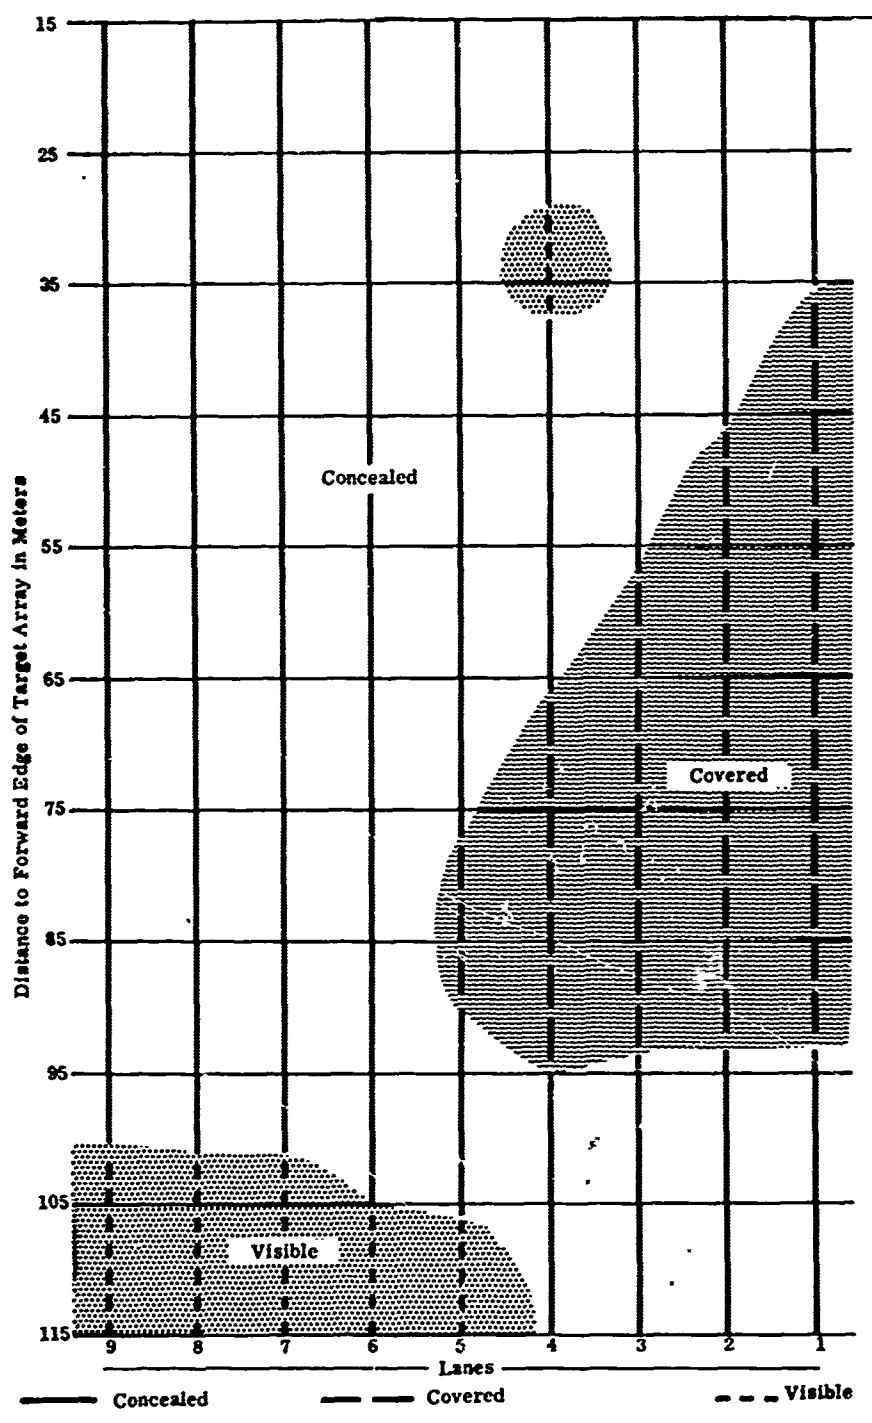 15
25
35
45
Concealed
55
65
Covered
75
85
95
105
Visible
115
9 8 7 6 5 4 3 2 1
Lanes
Distance to Forward Edge of Target Array in Meters
Concealed Covered Visible